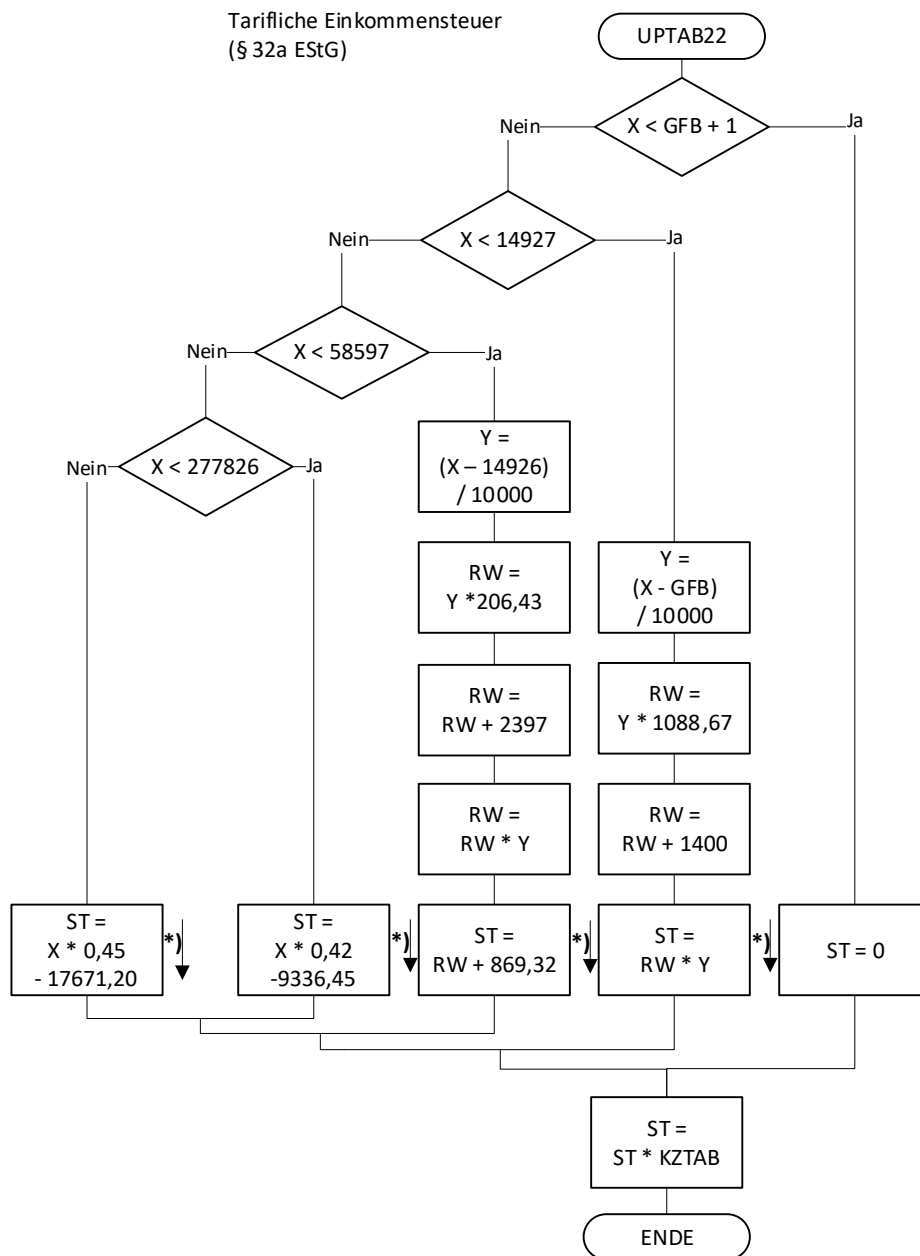 Tarifliche Einkommensteuer
(§ 32a EStG)
UPTAB22
Nein
X < GFB + 1
Ja
Nein
X < 14927
Ja
Nein
X < 58597
Ja
Nein
X < 277826
Ja
Y =
(X – 14926)
/ 10000
RW =
Y *206,43
Y =
(X - GFB)
/ 10000
RW =
RW + 2397
RW =
Y * 1088,67
RW =
RW * Y
RW =
RW + 1400
ST =
X * 0,45
- 17671,20
*)
ST =
X * 0,42
-9336,45
*)
ST =
RW + 869,32
*)
ST =
RW * Y
*)
ST = 0
ST =
ST * KZTAB
ENDE